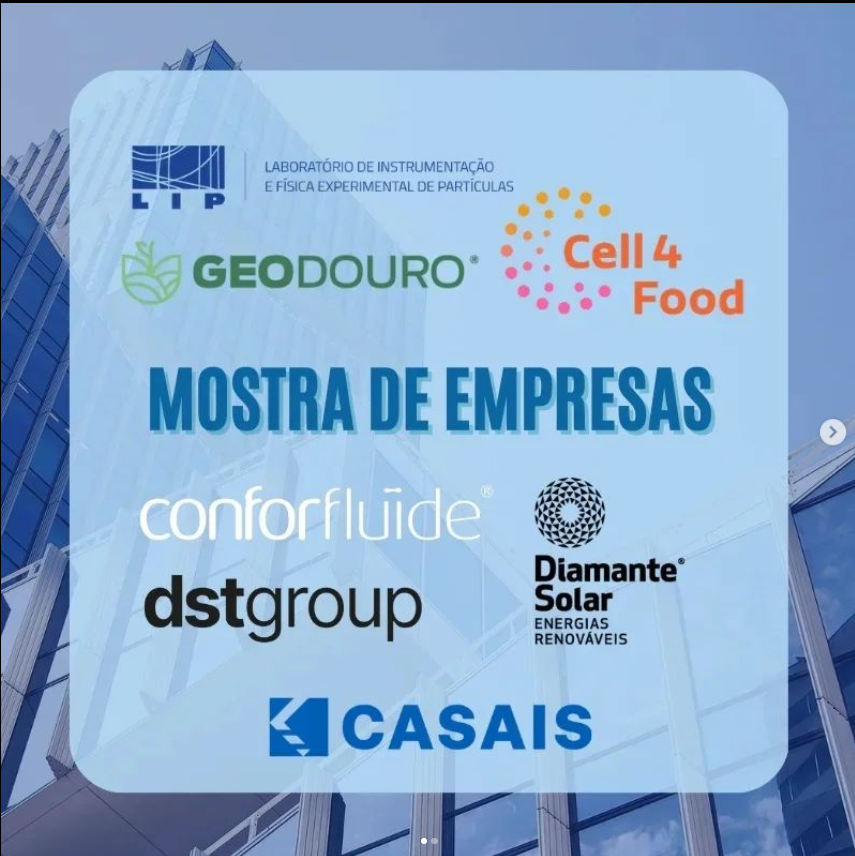 LIP
LABORATÓRIO DE INSTRUMENTAÇÃO
E FÍSICA EXPERIMENTAL DE PARTÍCULAS
GEODOURO®
Cell 4
Food
MOSTRA DE EMPRESAS
conforfluīde®
dstgroup
Diamante®
Solar
ENERGIAS
RENOVÁVEIS
CASAIS